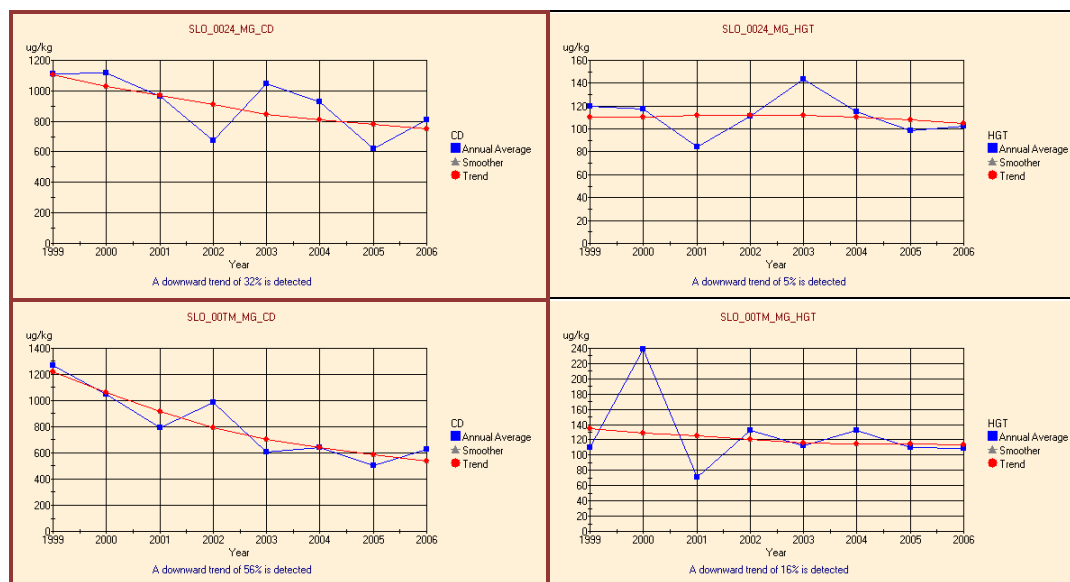 SLO_0024_MG_CD
ug/kg
1200
1000
800
600
400
200
0
1999 2000 2001 2002 2003 2004 2005 2006
Year
CD
Annual Average
Smoother
Trend
A downward trend of 32% is detected
SLO_0024_MG_HGT
ug/kg
160
140
120
100
80
60
40
20
0
1999 2000 2001 2002 2003 2004 2005 2006
Year
HGT
Annual Average
Smoother
Trend
A downward trend of 5% is detected
SLO_00TM_MG_CD
ug/kg
1400
1200
1000
800
600
400
200
0
1999 2000 2001 2002 2003 2004 2005 2006
Year
CD
Annual Average
Smoother
Trend
A downward trend of 56% is detected
SLO_00TM_MG_HGT
ug/kg
240
220
200
180
160
140
120
100
80
60
40
20
0
1999 2000 2001 2002 2003 2004 2005 2006
Year
HGT
Annual Average
Smoother
Trend
A downward trend of 16% is detected